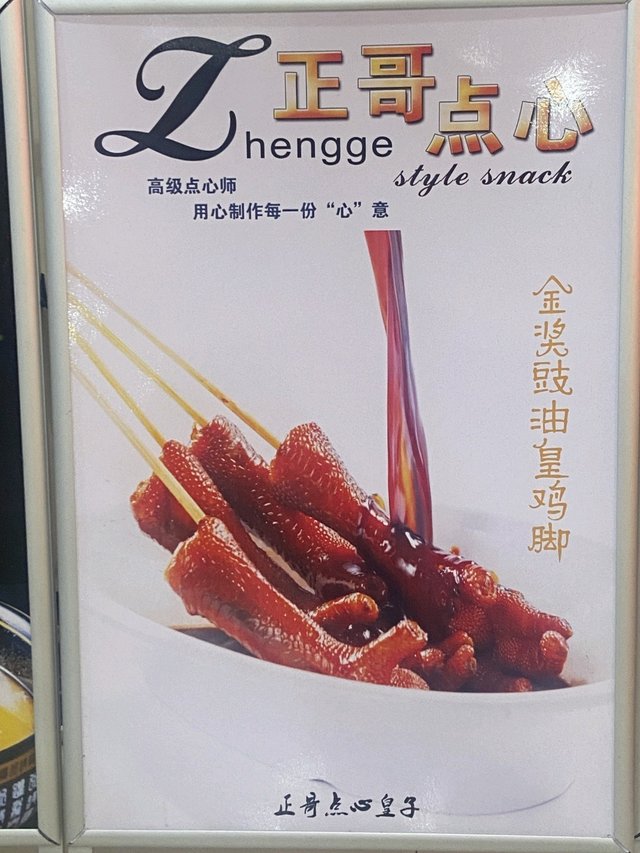 Zhengge 正哥点心
style snack
高级点心师
用心制作每一份“心”意
金奖豉油皇鸡脚
正哥点心皇子